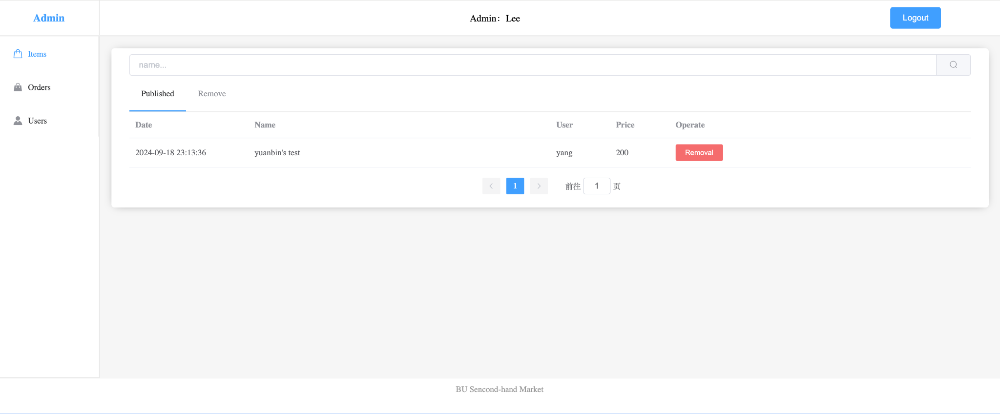 Admin
Admin： Lee
Logout
Items
Orders
Users
name...
Published Remove
Date Name User Price Operate
2024-09-18 23:13:36 yuanbin's test yang 200 Removal
1 前往 1 页
BU Sencond-hand Market